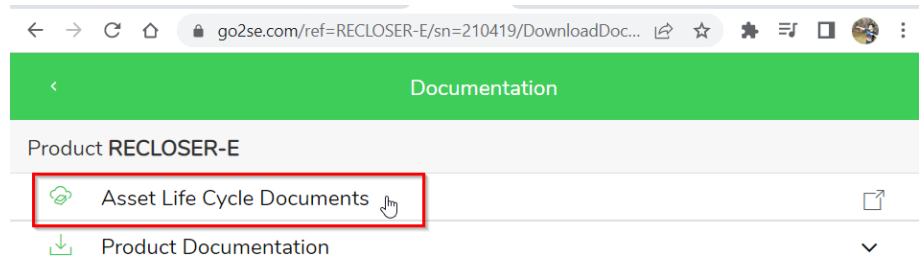 go2se.com/ref=RECLOSER-E/sn=210419/DownloadDoc...
Documentation
Product RECLOSER-E
Asset Life Cycle Documents
Product Documentation